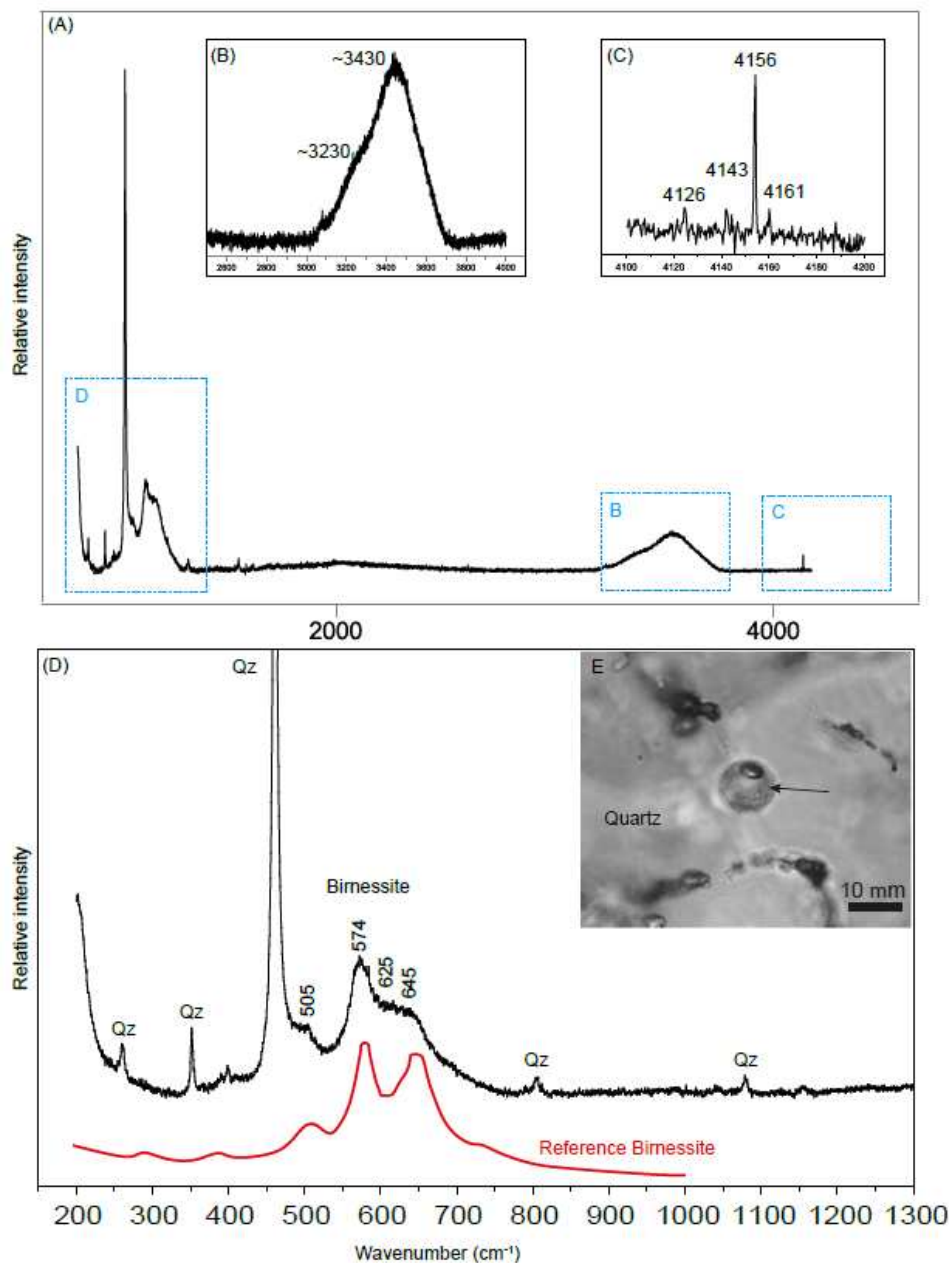 (A)
(B)
~3430
~3230
2600 2800 3000 3200 3400 3600 3800 4000
(C)
4156
4143
4126
4161
4100 4120 4140 4160 4180 4200
Relative intensity
D
B
C
2000 4000
(D)
Qz
E
Quartz
10 mm
Birnessite
574
625
645
505
Qz
Qz
Qz
Qz
Relative intensity
Reference Birnessite
200 300 400 500 600 700 800 900 1000 1100 1200 1300
Wavenumber (cm⁻¹)